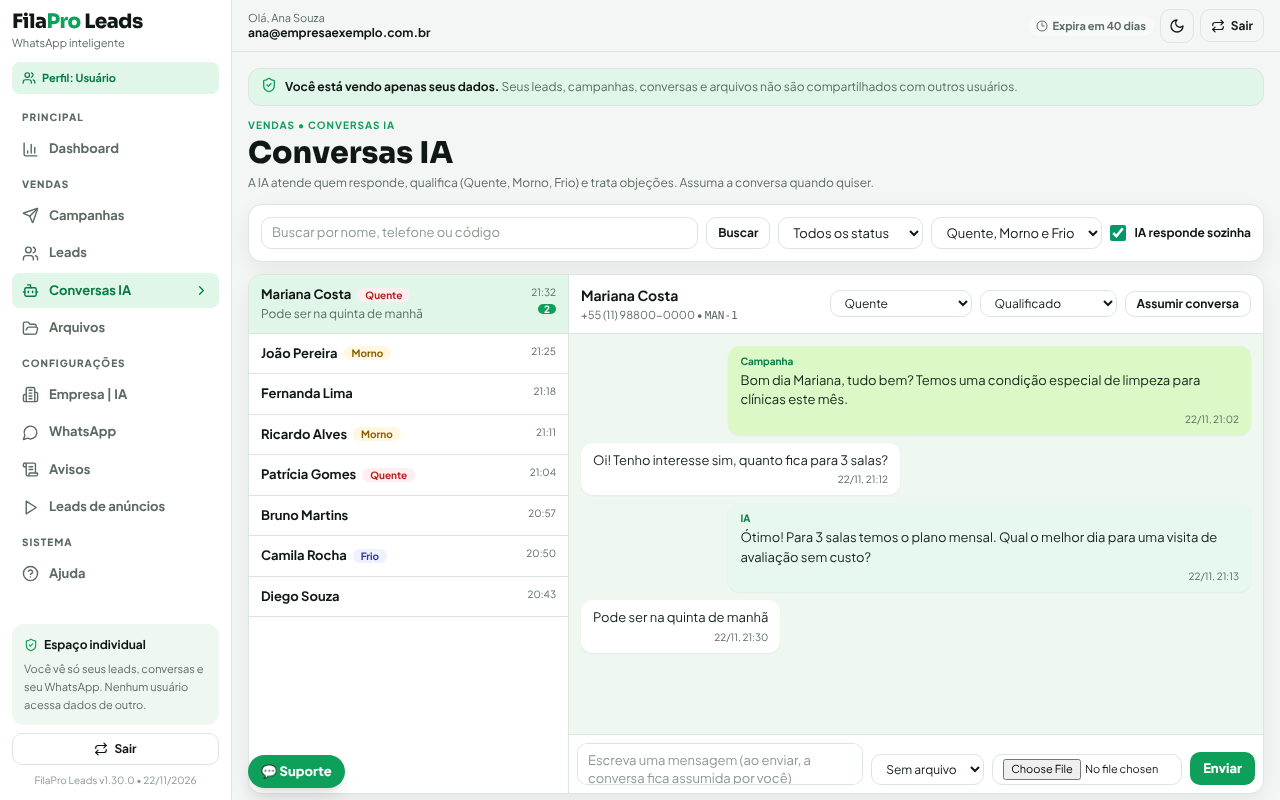 FilaPro Leads
WhatsApp inteligente
Perfil: Usuário
PRINCIPAL
Dashboard
VENDAS
Campanhas
Leads
Conversas IA
Arquivos
CONFIGURAÇÕES
Empresa | IA
WhatsApp
Avisos
Leads de anúncios
SISTEMA
Ajuda
Espaço individual
Você vê só seus leads, conversas e
seu WhatsApp. Nenhum usuário
acessa dados de outro.
Sair
FilaPro Leads v1.30.0 • 22/11/2026
Olá, Ana Souza
ana@empresaexemplo.com.br
Expira em 40 dias
Sair
Você está vendo apenas seus dados. Seus leads, campanhas, conversas e arquivos não são compartilhados com outros usuários.
VENDAS • CONVERSAS IA
Conversas IA
A IA atende quem responde, qualifica (Quente, Morno, Frio) e trata objeções. Assuma a conversa quando quiser.
Buscar por nome, telefone ou código
Buscar
Todos os status
Quente, Morno e Frio
IA responde sozinha
Mariana Costa Quente 21:32
Pode ser na quinta de manhã 2
João Pereira Morno 21:25
Fernanda Lima 21:18
Ricardo Alves Morno 21:11
Patrícia Gomes Quente 21:04
Bruno Martins 20:57
Camila Rocha Frio 20:50
Diego Souza 20:43
Suporte
Mariana Costa
+55 (11) 98800-0000 • MAN-1
Quente
Qualificado
Assumir conversa
Campanha
Bom dia Mariana, tudo bem? Temos uma condição especial de limpeza para
clínicas este mês.
22/11, 21:02
Oi! Tenho interesse sim, quanto fica para 3 salas?
22/11, 21:12
IA
Ótimo! Para 3 salas temos o plano mensal. Qual o melhor dia para uma visita de
avaliação sem custo?
22/11, 21:13
Pode ser na quinta de manhã
22/11, 21:30
Escreva uma mensagem (ao enviar, a
conversa fica assumida por você)
Sem arquivo
Choose File No file chosen
Enviar